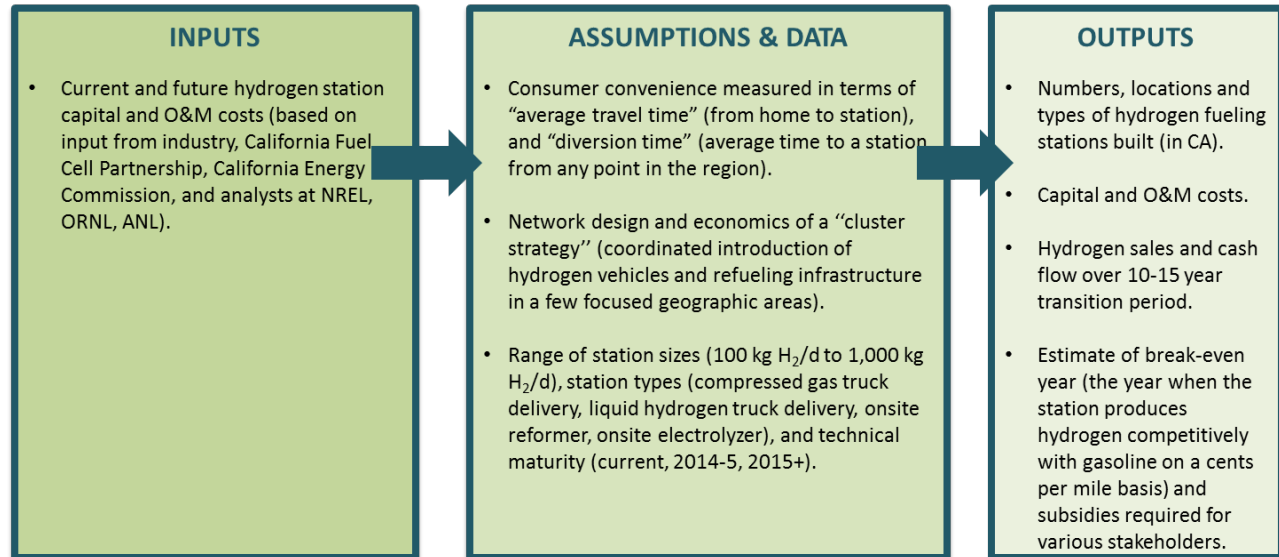 INPUTS
• Current and future hydrogen station
capital and O&M costs (based on
input from industry, California Fuel
Cell Partnership, California Energy
Commission, and analysts at NREL,
ORNL, ANL).
ASSUMPTIONS & DATA
• Consumer convenience measured in terms of
“average travel time” (from home to station),
and “diversion time” (average time to a station
from any point in the region).
• Network design and economics of a ‘‘cluster
strategy’’ (coordinated introduction of
hydrogen vehicles and refueling infrastructure
in a few focused geographic areas).
• Range of station sizes (100 kg H₂/d to 1,000 kg
H₂/d), station types (compressed gas truck
delivery, liquid hydrogen truck delivery, onsite
reformer, onsite electrolyzer), and technical
maturity (current, 2014-5, 2015+).
OUTPUTS
• Numbers, locations and
types of hydrogen fueling
stations built (in CA).
• Capital and O&M costs.
• Hydrogen sales and cash
flow over 10-15 year
transition period.
• Estimate of break-even
year (the year when the
station produces
hydrogen competitively
with gasoline on a cents
per mile basis) and
subsidies required for
various stakeholders.